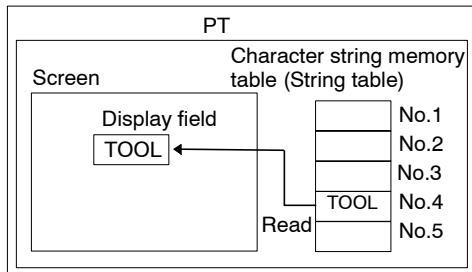 PT
Character string memory
table (String table)
Screen
Display field
TOOL
No.1
No.2
No.3
TOOL No.4
Read No.5